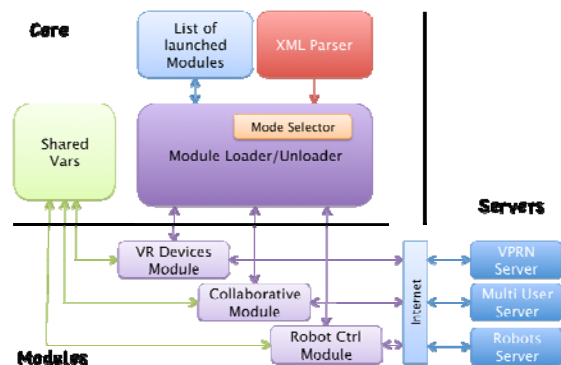 Core
List of
launched
Modules
XML Parser
Mode Selector
Module Loader/Unloader
Shared
Vars
Servers
VR Devices
Module
VPRN
Server
Collaborative
Module
Internet
Multi User
Server
Robot Ctrl
Module
Robots
Server
Modules